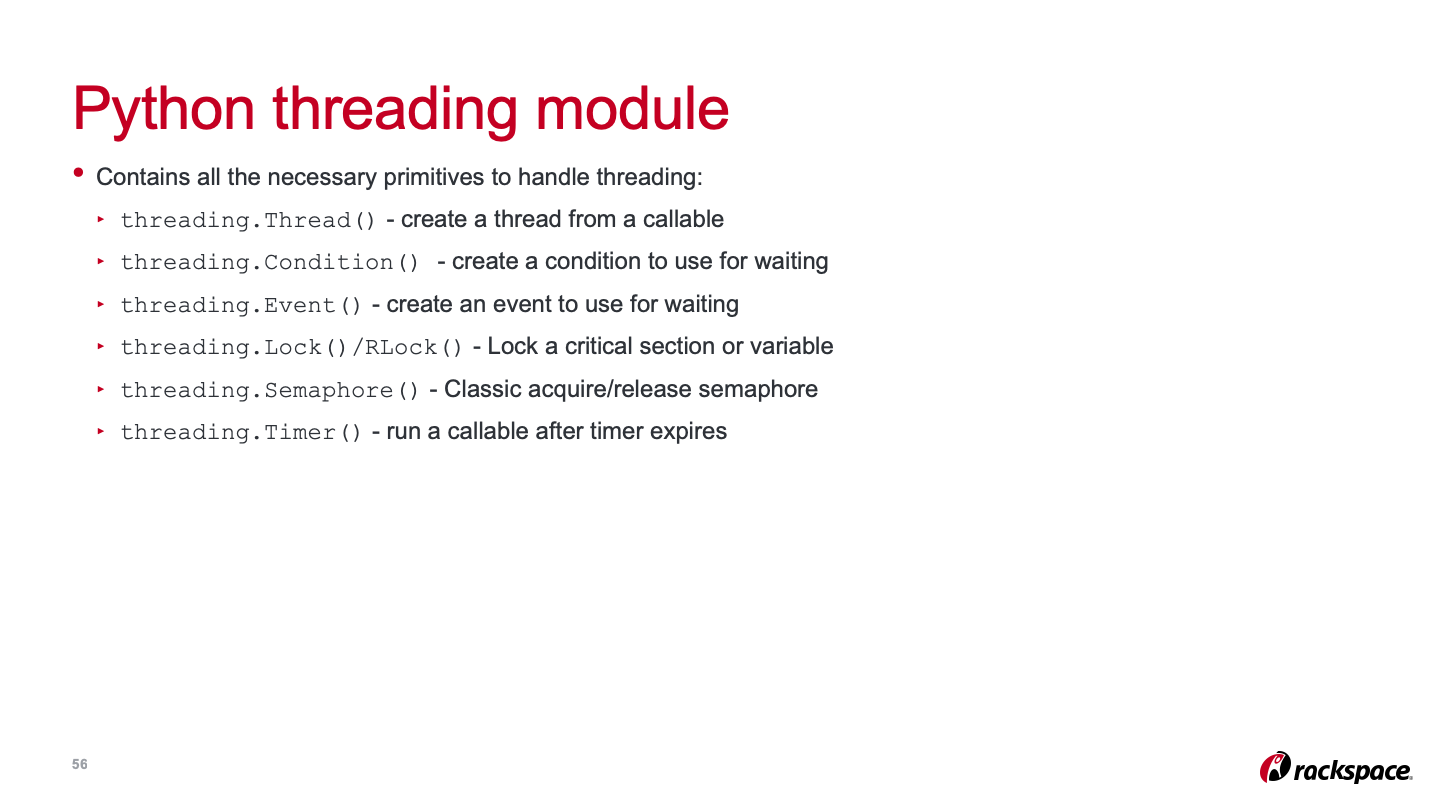 Python threading module
• Contains all the necessary primitives to handle threading:
‣ threading.Thread() - create a thread from a callable
‣ threading.Condition() - create a condition to use for waiting
‣ threading.Event() - create an event to use for waiting
‣ threading.Lock()/RLock() - Lock a critical section or variable
‣ threading.Semaphore() - Classic acquire/release semaphore
‣ threading.Timer() - run a callable after timer expires
56
rackspace.